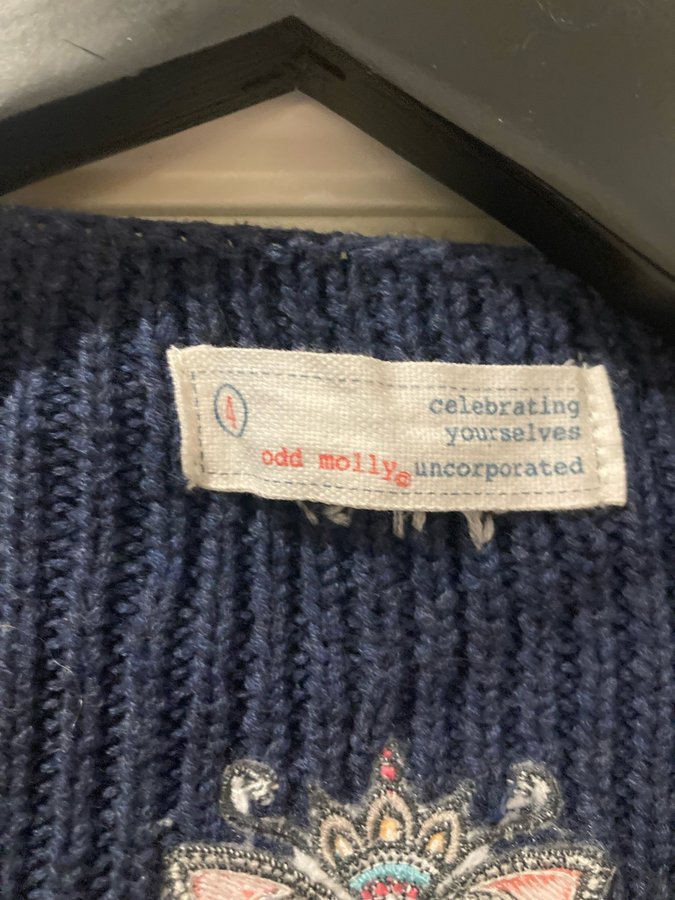 4
celebrating
yourselves
odd molly® uncorporated